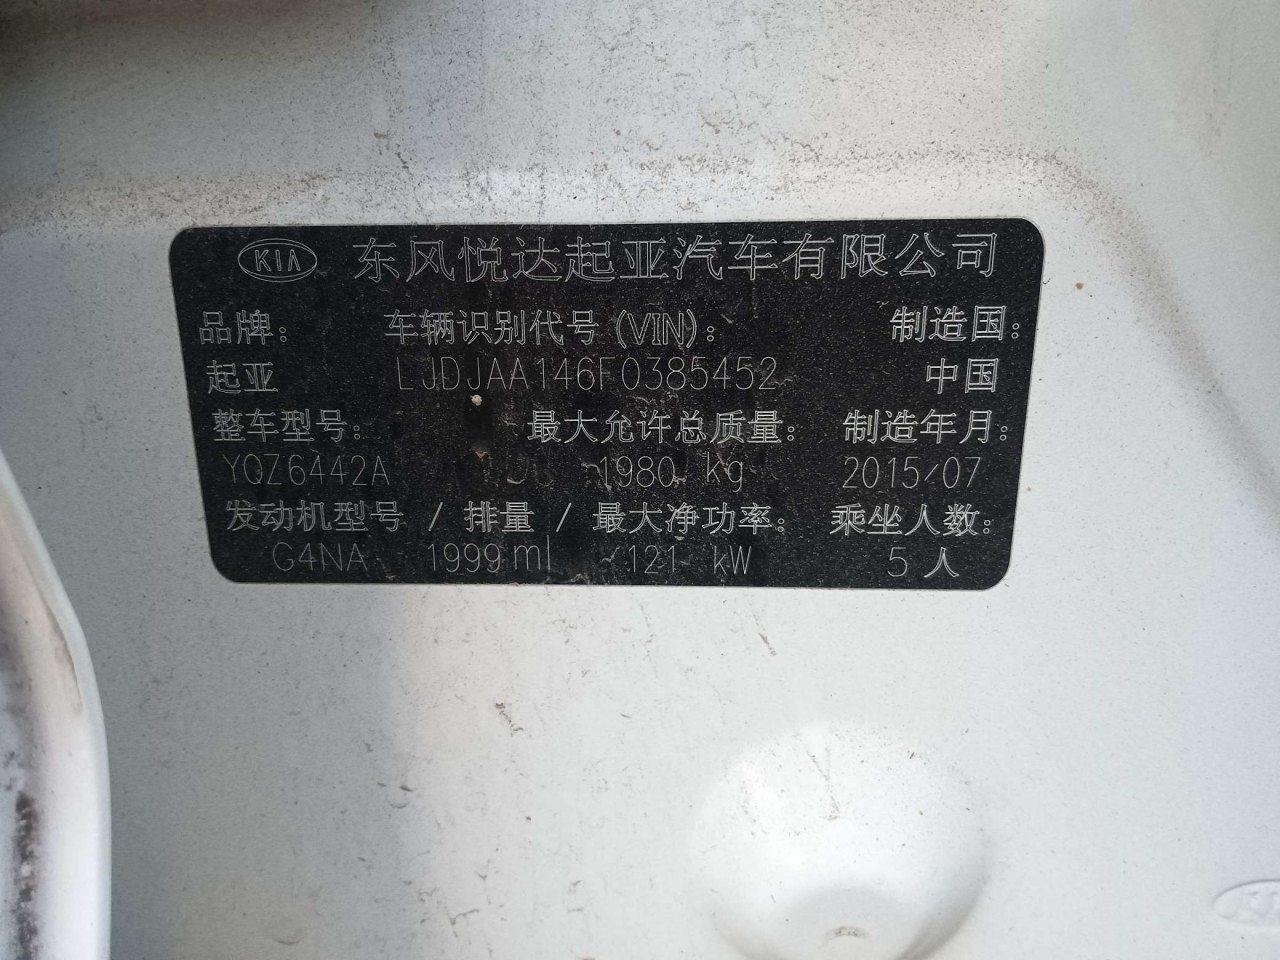 KIA 东风悦达起亚汽车有限公司
品牌： 车辆识别代号 (VIN)： 制造国：
起亚 LJDJAA146F0385452 中国
整车型号： 最大允许总质量： 制造年月：
YQZ6442A 1980 kg 2015/07
发动机型号 / 排量 / 最大净功率： 乘坐人数：
G4NA 1999 ml 121 kW 5 人